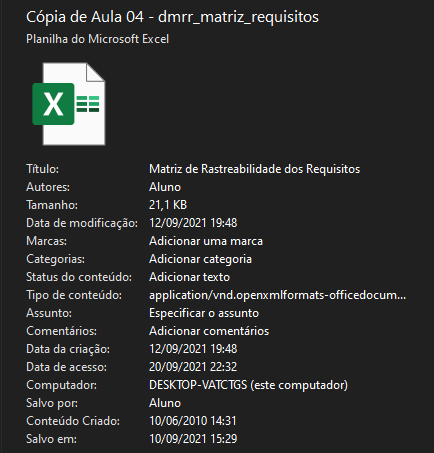 Cópia de Aula 04 - dmrr_matriz_requisitos
Planilha do Microsoft Excel
X
Título: Matriz de Rastreabilidade dos Requisitos
Autores: Aluno
Tamanho: 21,1 KB
Data de modificação: 12/09/2021 19:48
Marcas: Adicionar uma marca
Categorias: Adicionar categoria
Status do conteúdo: Adicionar texto
Tipo de conteúdo: application/vnd.openxmlformats-officedocum...
Assunto: Especificar o assunto
Comentários: Adicionar comentários
Data da criação: 12/09/2021 19:48
Data de acesso: 20/09/2021 22:32
Computador: DESKTOP-VATCTGS (este computador)
Salvo por: Aluno
Conteúdo Criado: 10/06/2010 14:31
Salvo em: 10/09/2021 15:29